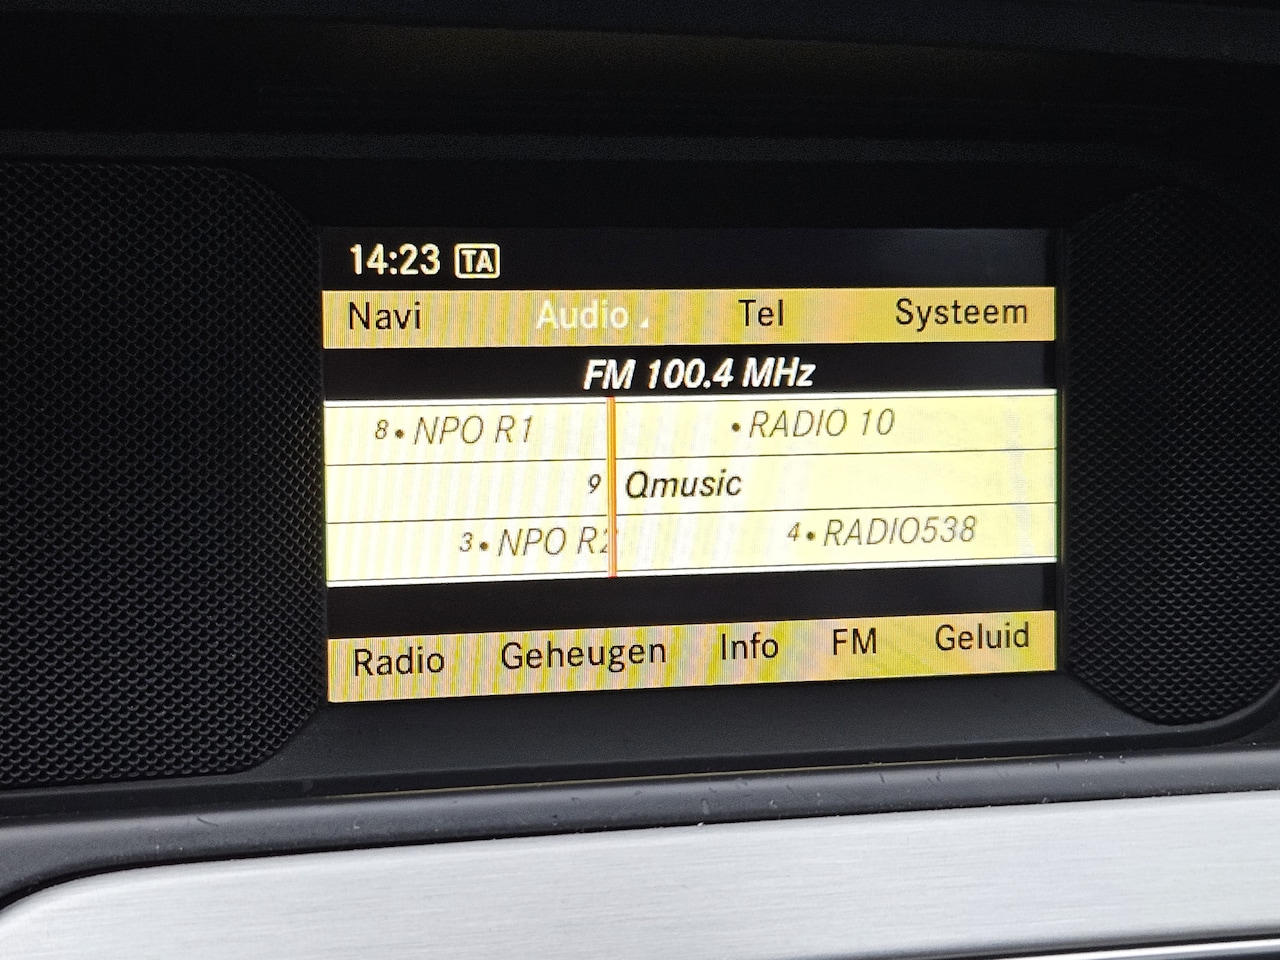 14:23 TA
Navi Audio Tel Systeem
FM 100.4 MHz
8 • NPO R1 • RADIO 10
9 Qmusic
3 • NPO R2 4 • RADIO538
Radio Geheugen Info FM Geluid